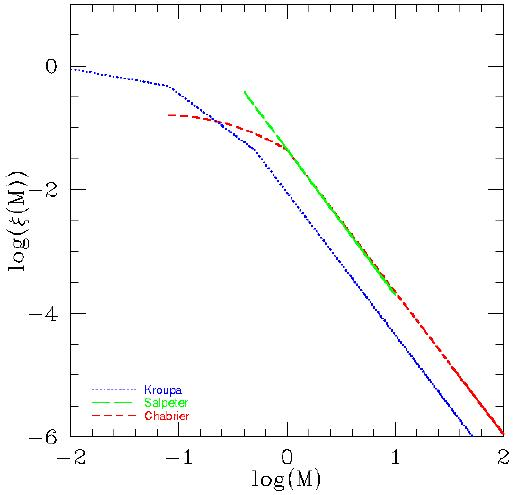 0
−2
−4
−6
log(ξ(M))
Kroupa
Salpeter
Chabrier
−2 −1 0 1 2
log(M)